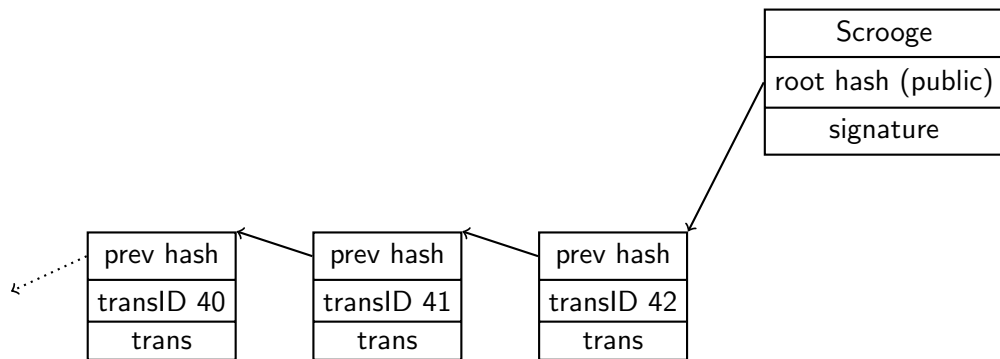 Scrooge
root hash (public)
signature
prev hash
transID 40
trans
prev hash
transID 41
trans
prev hash
transID 42
trans